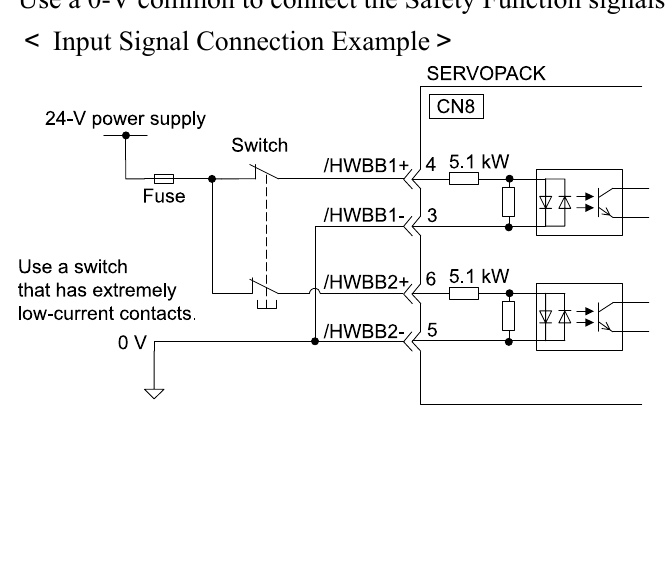 Use a 0-V common to connect the Safety Function signals
< Input Signal Connection Example >
SERVOPACK
CN8
24-V power supply
Switch
/HWBB1+ 4 5.1 kW
Fuse
/HWBB1- 3
Use a switch
that has extremely
low-current contacts.
/HWBB2+ 6 5.1 kW
/HWBB2- 5
0 V